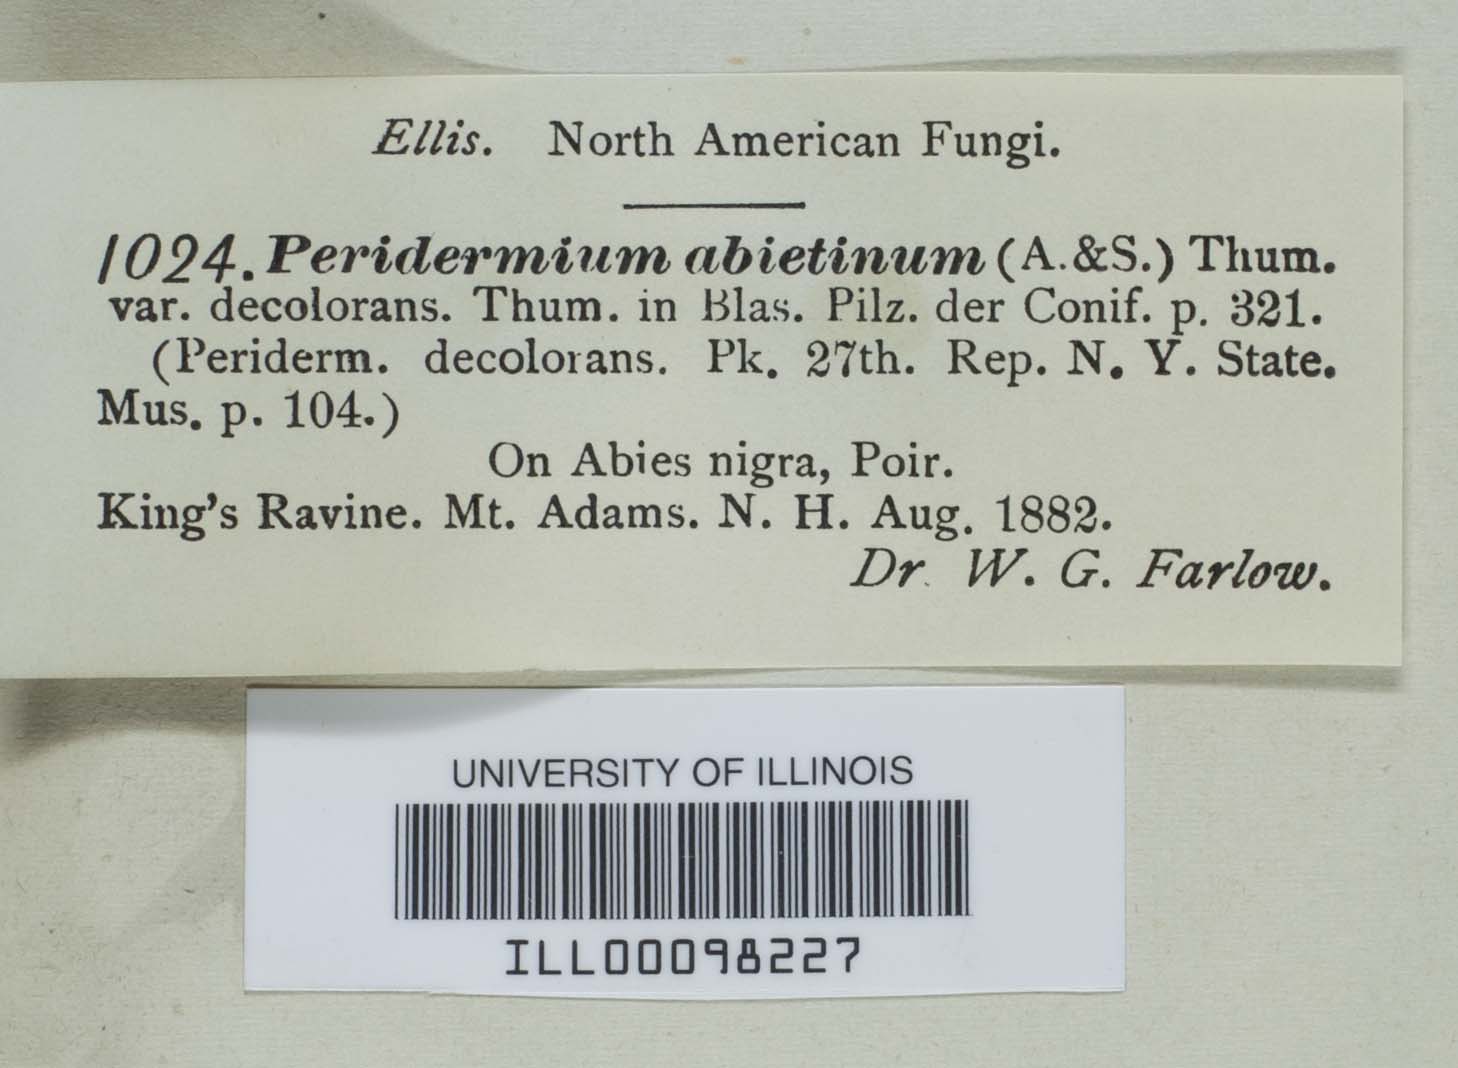 Ellis. North American Fungi.
1024. Peridermium abietinum (A.&S.) Thum.
var. decolorans. Thum. in Blas. Pilz. der Conif. p. 321.
(Periderm. decolorans. Pk. 27th. Rep. N. Y. State.
Mus. p. 104.)
On Abies nigra, Poir.
King's Ravine. Mt. Adams. N. H. Aug. 1882.
Dr. W. G. Farlow.
UNIVERSITY OF ILLINOIS
ILL00098227